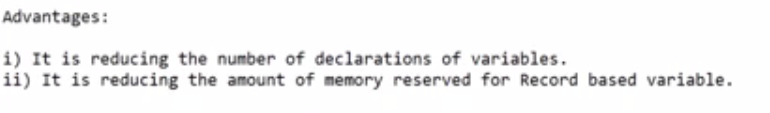 Advantages:
i) It is reducing the number of declarations of variables.
ii) It is reducing the amount of memory reserved for Record based variable.